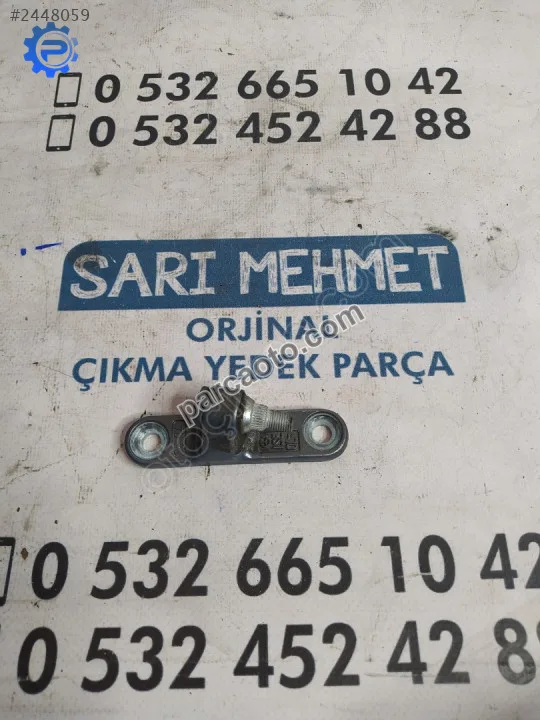 #2448059
0 532 665 10 42
0 532 452 42 88
SARI MEHMET
ORJİNAL
ÇIKMA YEDEK PARÇA
parcaoto.com
0 532 665 10 42
0 532 452 42 88